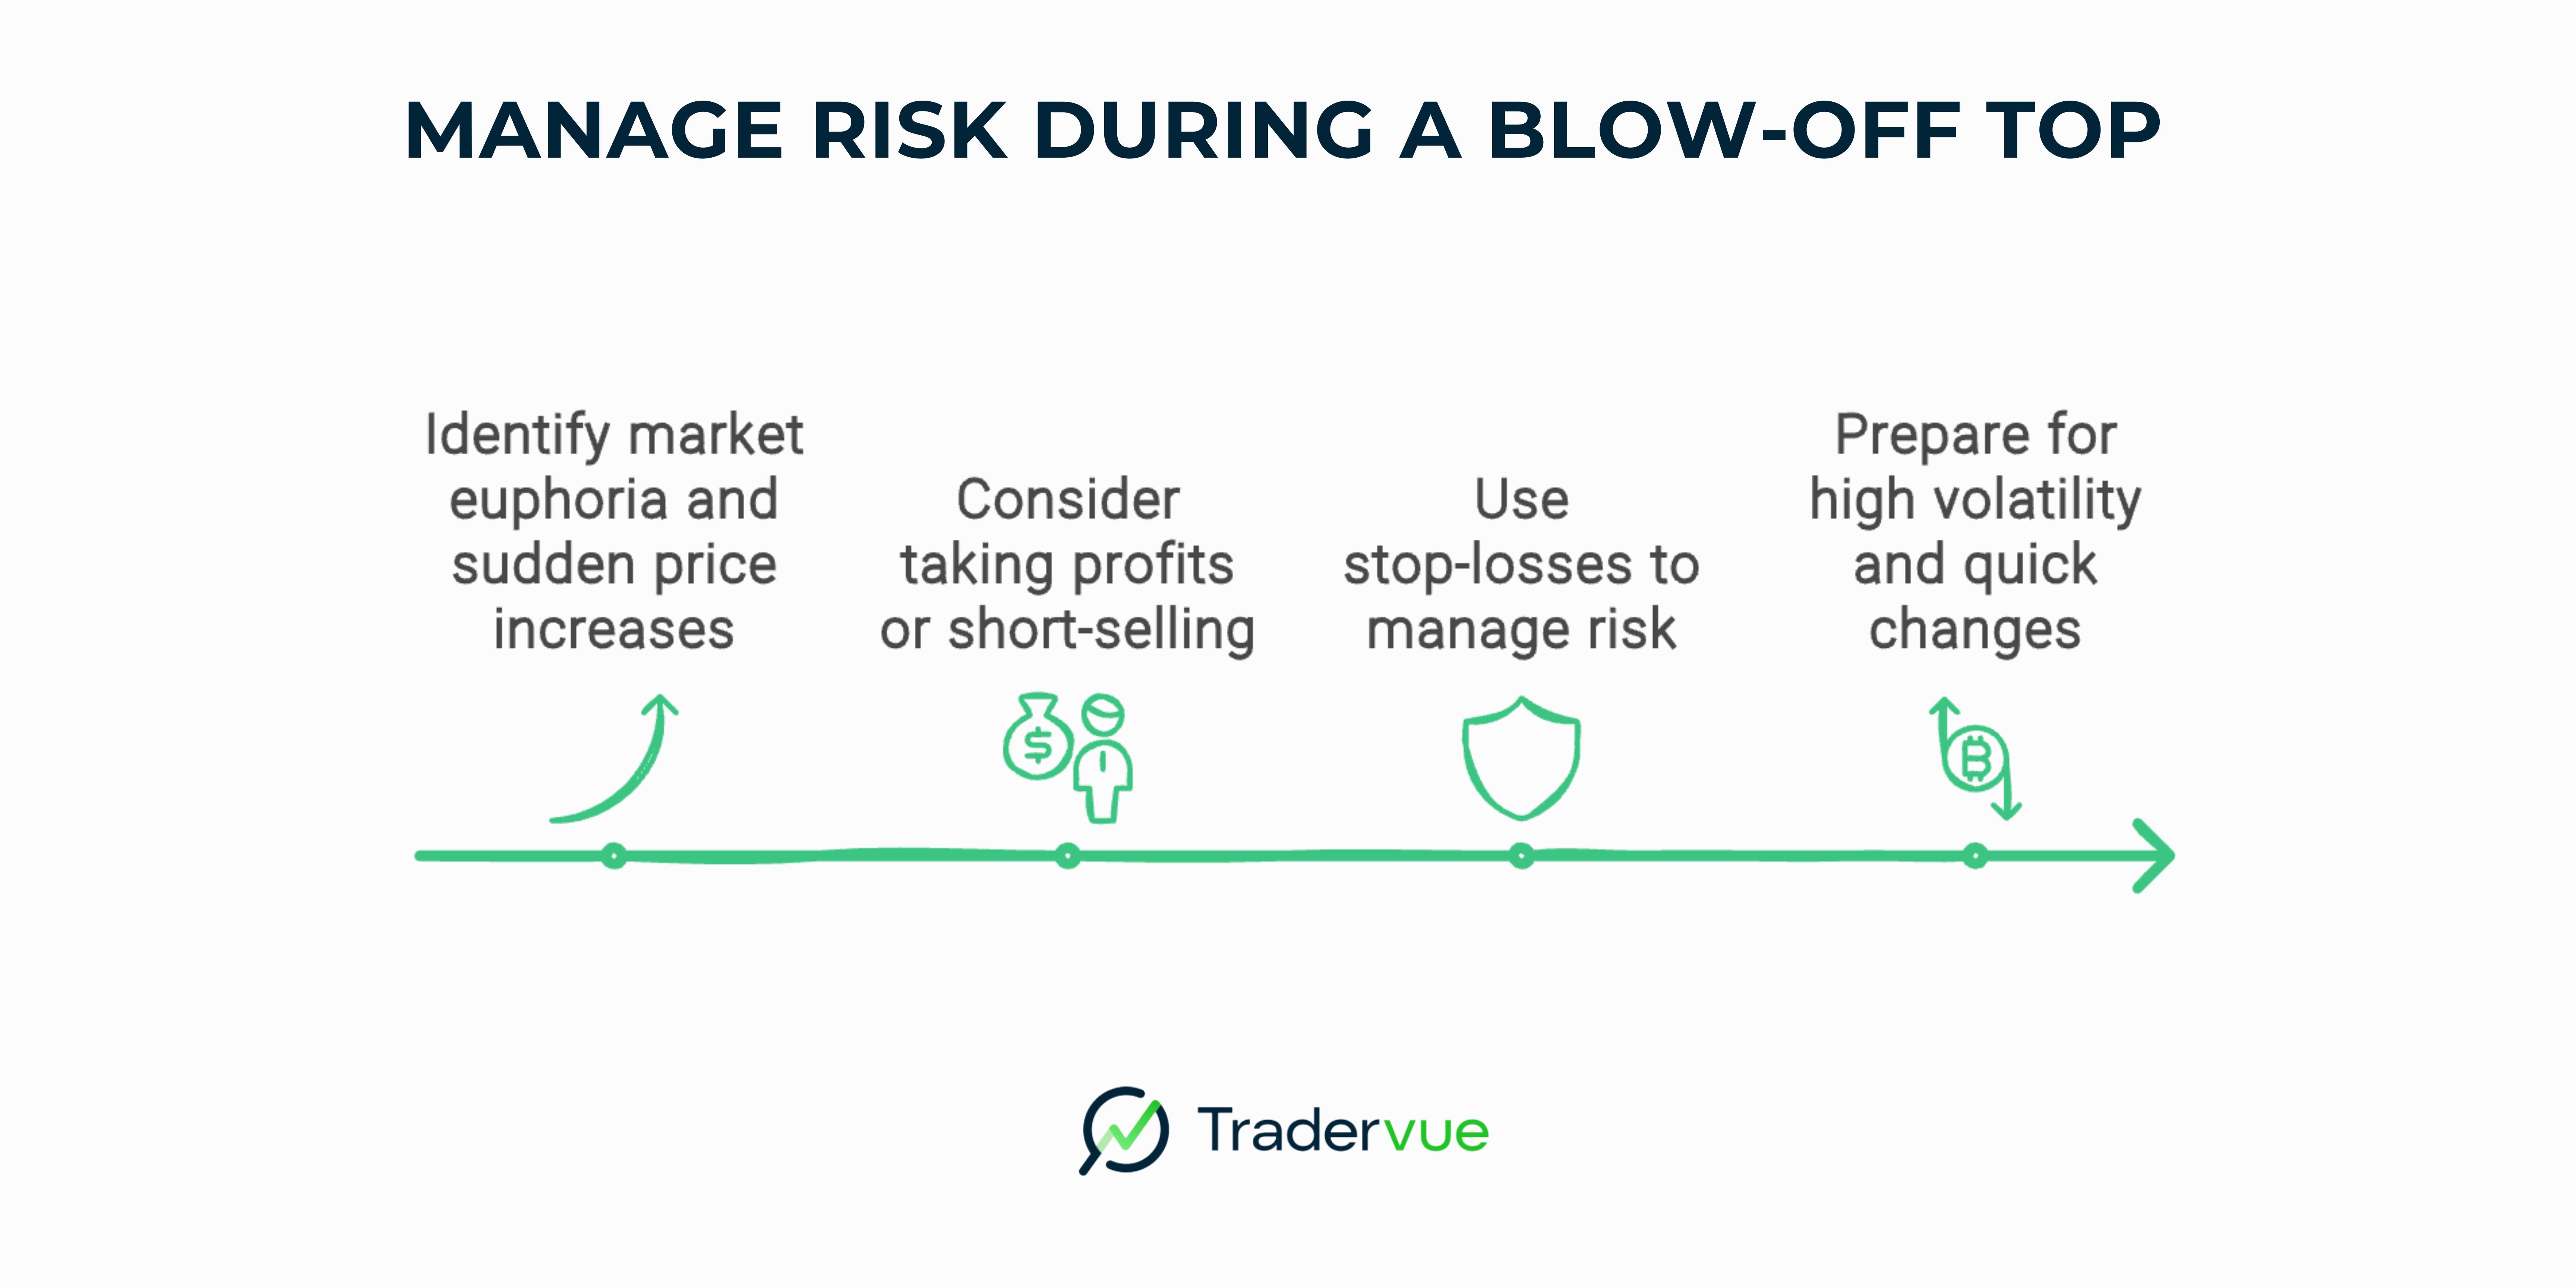 MANAGE RISK DURING A BLOW-OFF TOP
Identify market
euphoria and
sudden price
increases
Consider
taking profits
or short-selling
Use
stop-losses to
manage risk
Prepare for
high volatility
and quick
changes
$
₿
Tradervue